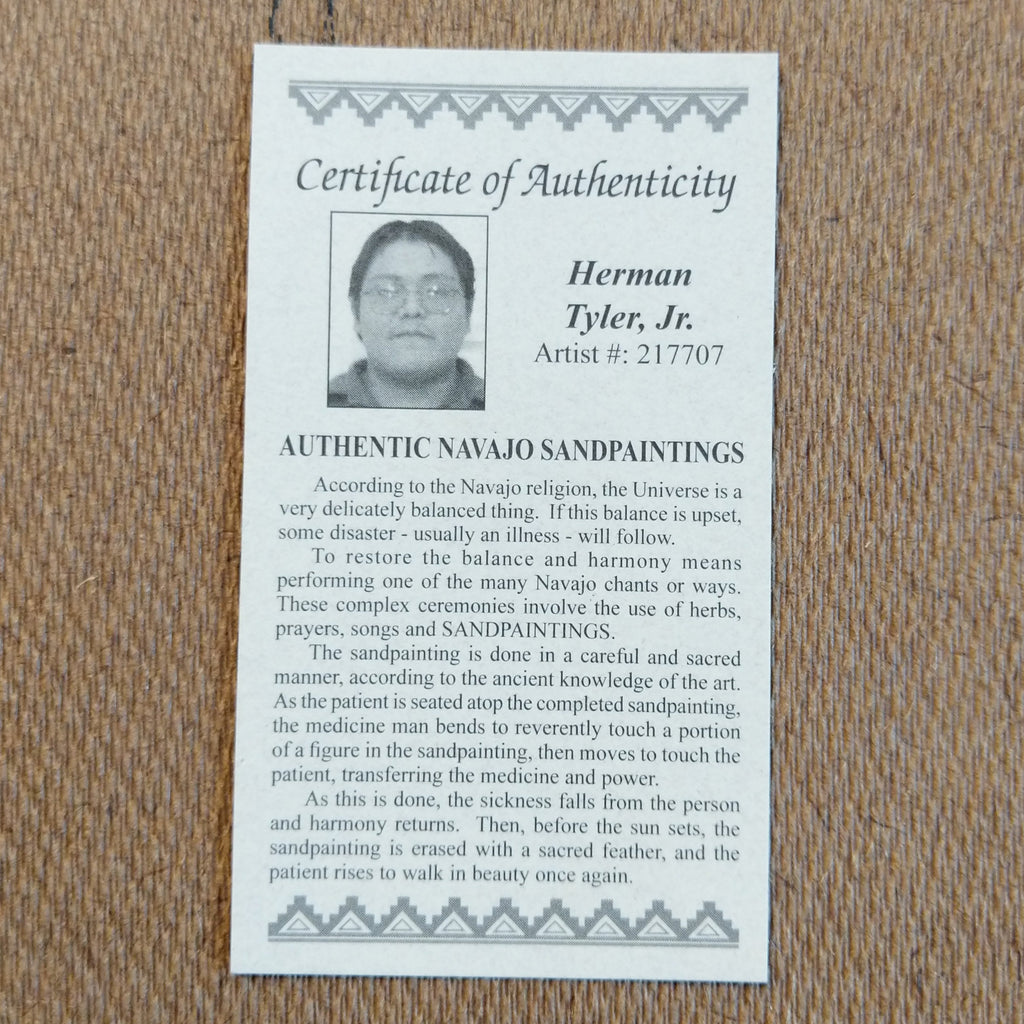 Certificate of Authenticity
Herman
Tyler, Jr.
Artist #: 217707
AUTHENTIC NAVAJO SANDPAINTINGS
According to the Navajo religion, the Universe is a
very delicately balanced thing. If this balance is upset,
some disaster - usually an illness - will follow.
To restore the balance and harmony means
performing one of the many Navajo chants or ways.
These complex ceremonies involve the use of herbs,
prayers, songs and SANDPAINTINGS.
The sandpainting is done in a careful and sacred
manner, according to the ancient knowledge of the art.
As the patient is seated atop the completed sandpainting,
the medicine man bends to reverently touch a portion
of a figure in the sandpainting, then moves to touch the
patient, transferring the medicine and power.
As this is done, the sickness falls from the person
and harmony returns. Then, before the sun sets, the
sandpainting is erased with a sacred feather, and the
patient rises to walk in beauty once again.